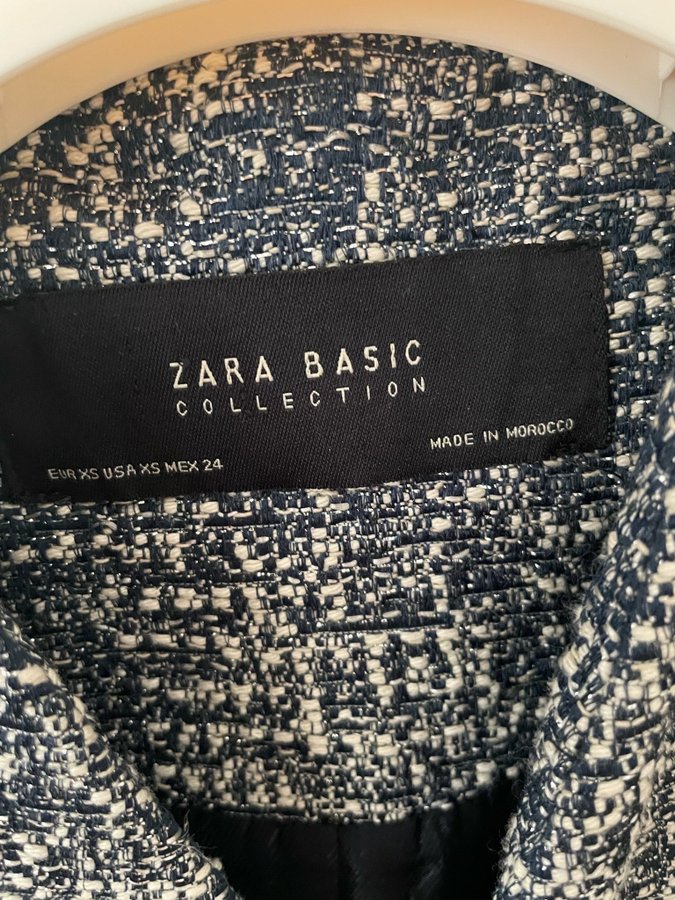 ZARA BASIC
COLLECTION
MADE IN MOROCCO
EUR XS USA XS MEX 24